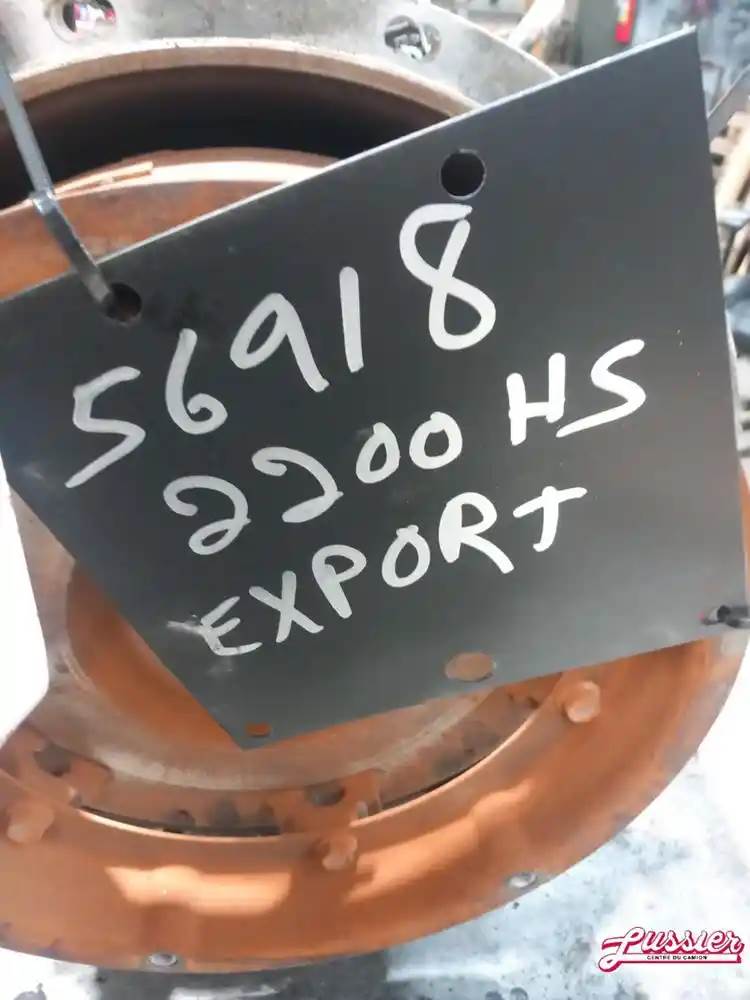 56918
2200 HS
EXPORT
Lussier
CENTRE DU CAMION